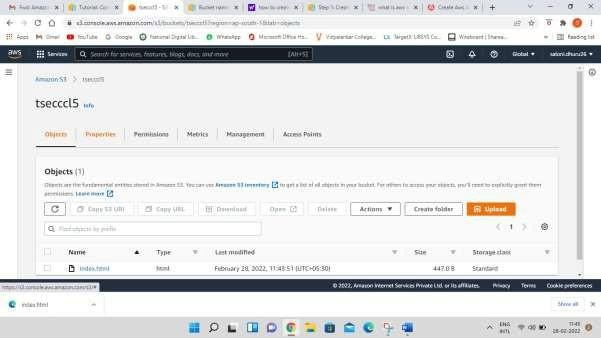 Fwd: Amazo
Tutorial: Co
tsecccl5 - S3
Bucket nami
how to creat
Step 5: Crea
what is aws
Create Aws
s3.console.aws.amazon.com/s3/buckets/tsecccl5?region=ap-south-1&tab=objects
Apps
Gmail
YouTube
Google
National Digital Lib...
WhatsApp
Microsoft Office Ho...
Vidyalankar College...
TargetX: LIBSYS Co...
Reading list
aws
Services
Search for services, features, blogs, docs, and more
[Alt+S]
Global
Amazon S3 > tsecccl5
tsecccl5 Info
Objects
Properties
Permissions
Metrics
Management
Access Points
Objects (1)
Objects are the fundamental entities stored in Amazon S3. You can use Amazon S3 inventory to get a list of all objects in your bucket. For others to access your objects, you'll need to explicitly grant them
permissions. Learn more
Copy S3 URI
Copy URL
Download
Open
Delete
Actions
Create folder
Upload
Find objects by prefix
1
Name
Type
Last modified
Size
Storage class
index.html
html
February 28, 2022, 11:43:51 (UTC+05:30)
447.0 B
Standard
https://s3.console.aws.amazon.com/s3/#
© 2022, Amazon Internet Services Private Ltd. or its affiliates.
Privacy
Terms
Cookie preferences
index.html
Show all
ENG
INTL
11:45
28-02-2022